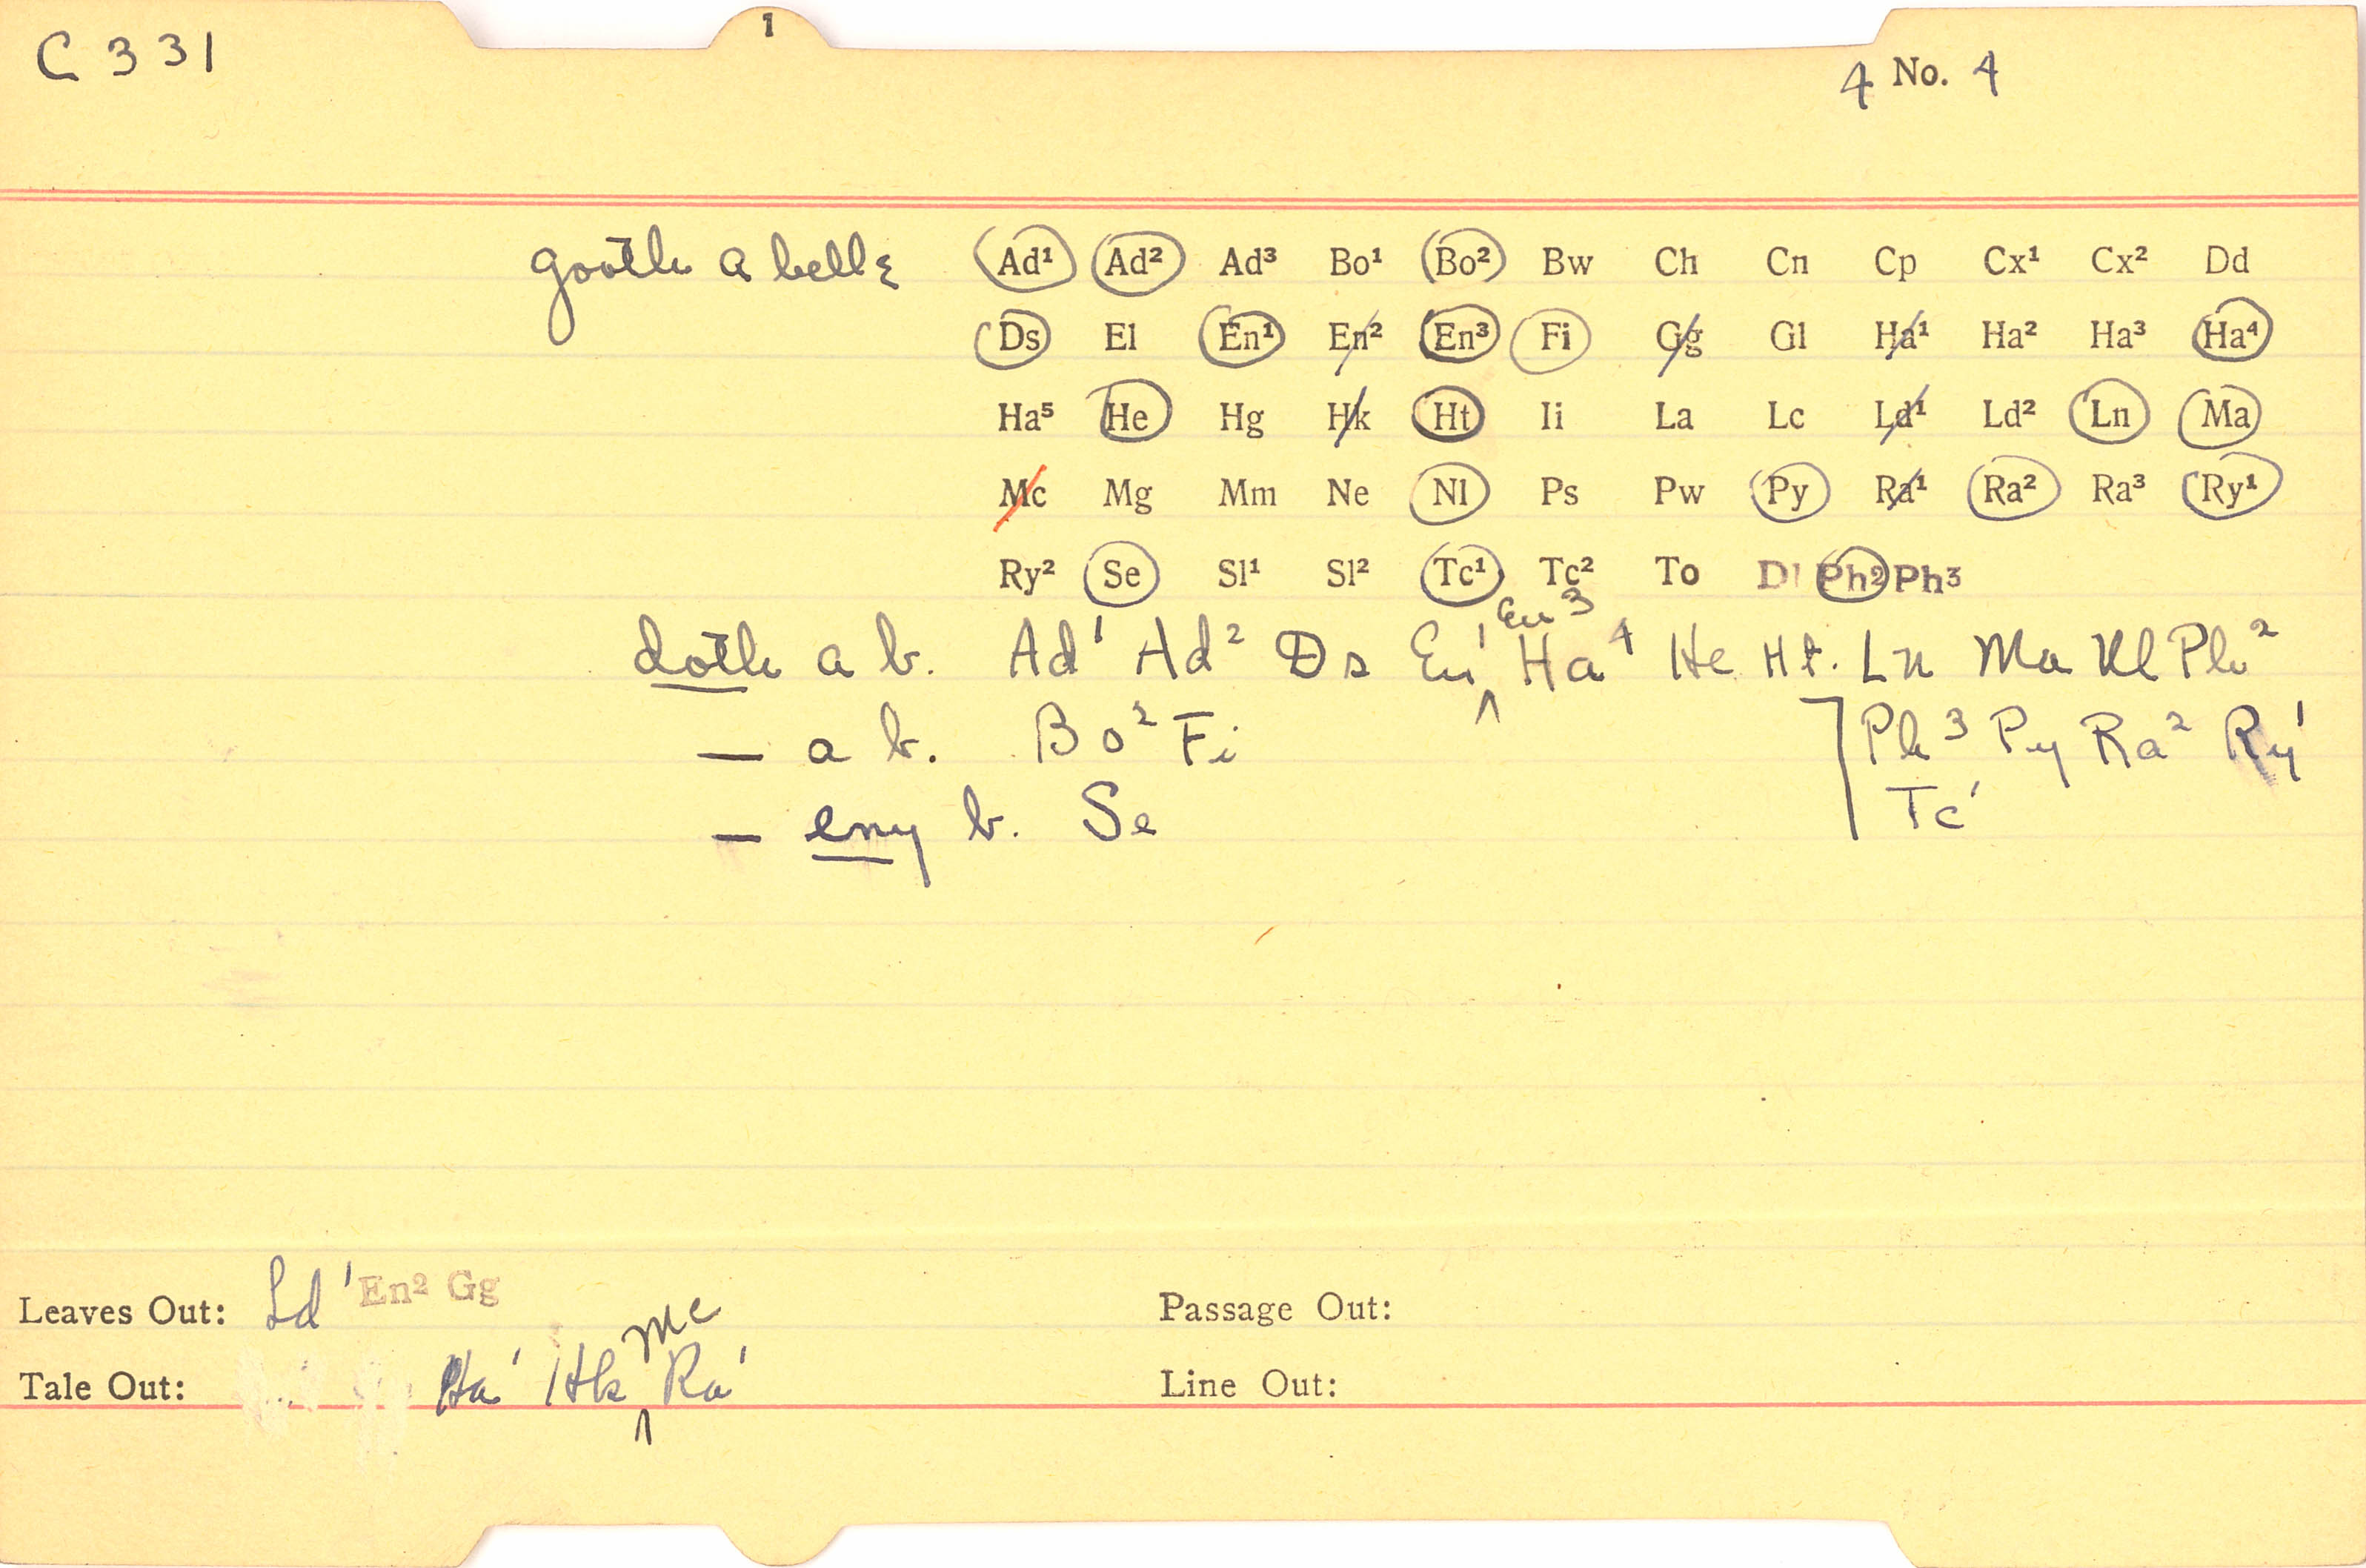 1
C 331
4 No. 4
gooth a belle Ad¹ Ad² Ad³ Bo¹ Bo² Bw Ch Cn Cp Cx¹ Cx² Dd
Ds El En¹ En² En³ Fi Gg Gl Ha¹ Ha² Ha³ Ha⁴
Ha⁵ He Hg Hk Ht Ii La Lc Ld¹ Ld² Ln Ma
Mc Mg Mm Ne Nl Ps Pw Py Ra¹ Ra² Ra³ Ry¹
Ry² Se Sl¹ Sl² Tc¹ Tc² To Dl Ph2 Ph3
En³
doth a b. Ad¹ Ad² Ds En¹ ∧ Ha⁴ He Ht. Ln Ma Nl Ph²
— a b. Bo² Fi ] Ph³ Py Ra² Ry¹
— eny b. Se Tc¹
Leaves Out: Ld¹ En² Gg
Passage Out:
Mc
Tale Out: Ha¹ Hk ∧ Ra¹
Line Out: